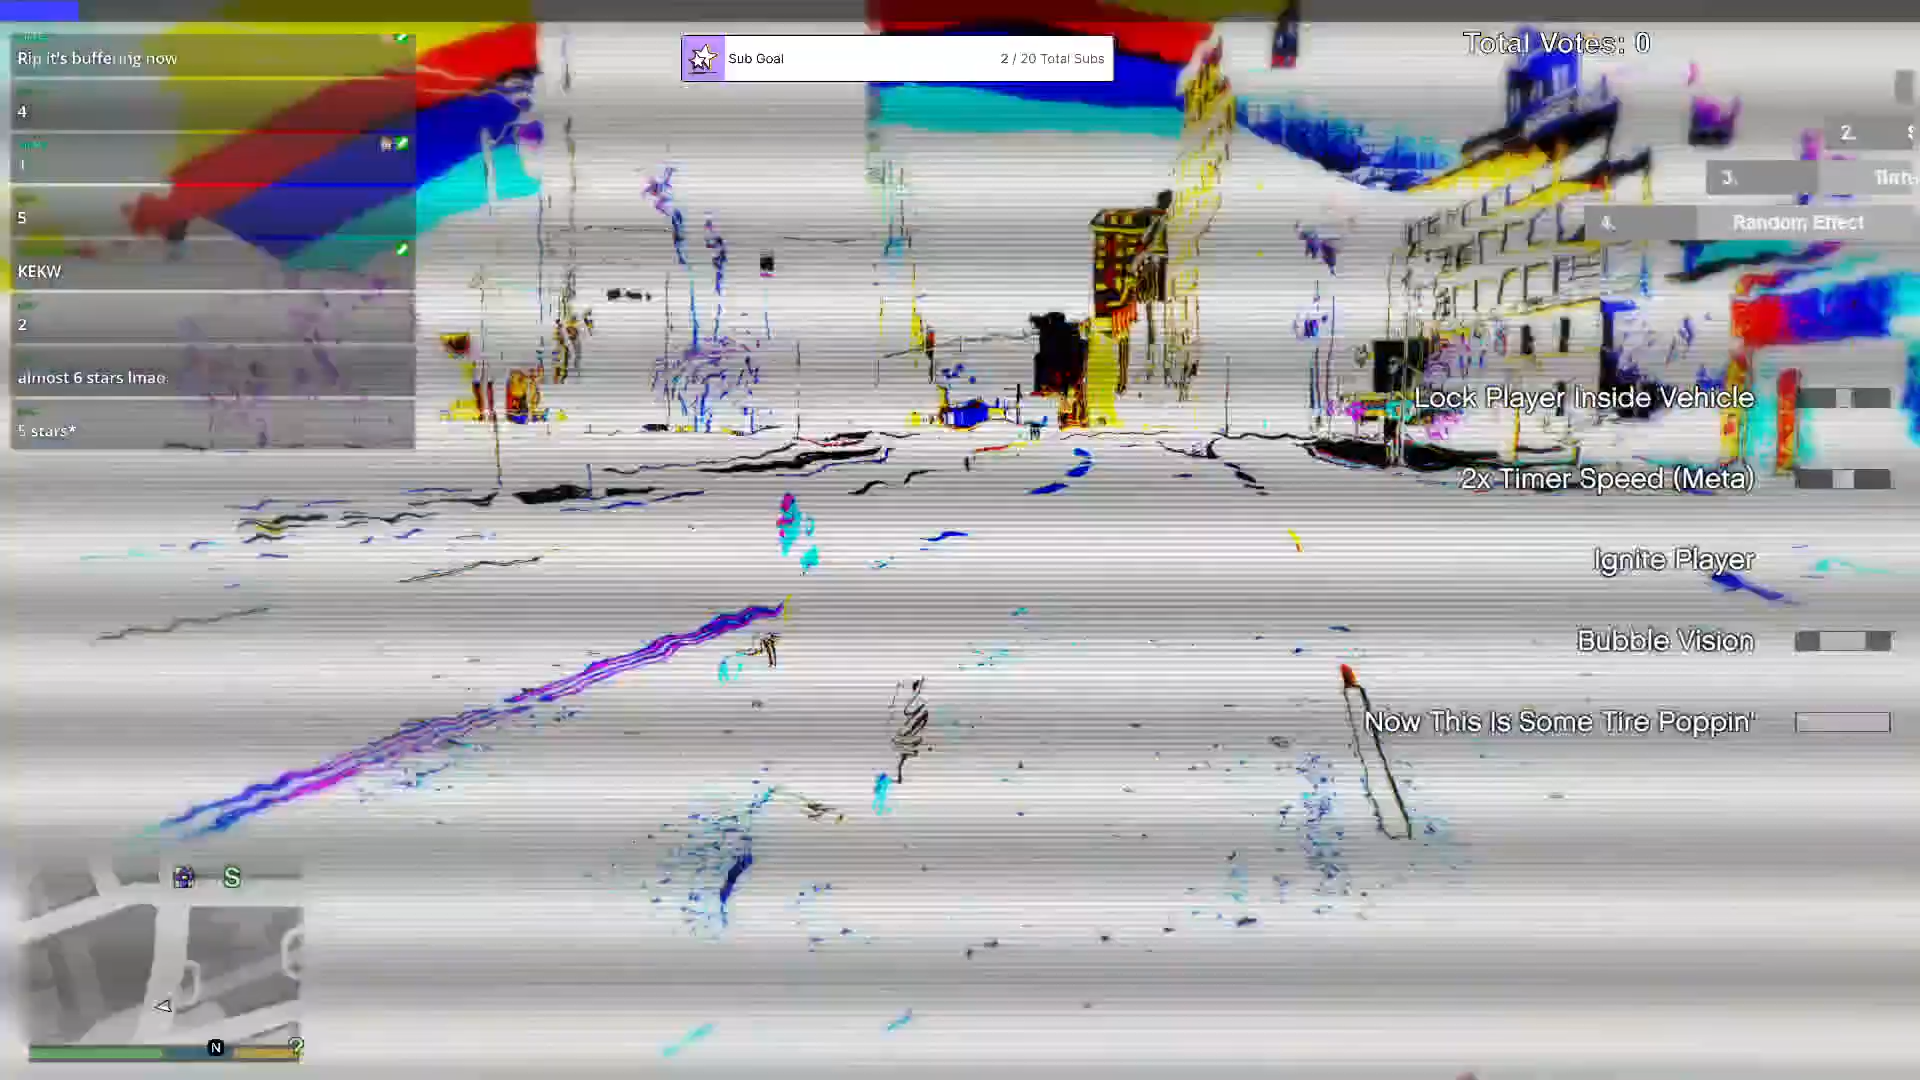 Rip it's buffering now
4
1
5
KEKW
2
almost 6 stars lmao
5 stars*
Sub Goal
2 / 20 Total Subs
Total Votes: 0
2.
3.
4.
Random Effect
Lock Player Inside Vehicle
2x Timer Speed (Meta)
Ignite Player
Bubble Vision
Now This Is Some Tire Poppin'
S
N
?